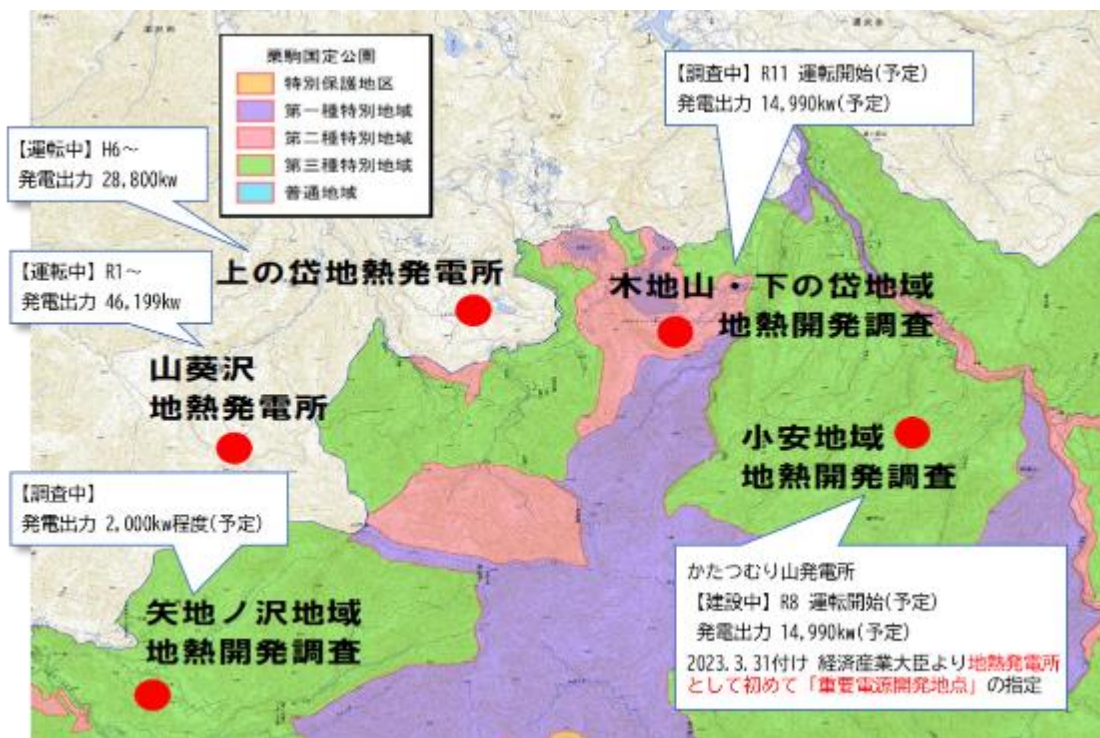 栗駒国定公園
特別保護地区
第一種特別地域
第二種特別地域
第三種特別地域
普通地域
【調査中】R11 運転開始(予定)
発電出力 14,990kw(予定)
【運転中】H6～
発電出力 28,800kw
【運転中】R1～
発電出力 46,199kw
上の岱地熱発電所
木地山・下の岱地域
地熱開発調査
山葵沢
地熱発電所
小安地域
地熱開発調査
【調査中】
発電出力 2,000kw程度(予定)
矢地ノ沢地域
地熱開発調査
かたつむり山発電所
【建設中】R8 運転開始(予定)
発電出力 14,990kw(予定)
2023.3.31付け 経済産業大臣より地熱発電所
として初めて「重要電源開発地点」の指定